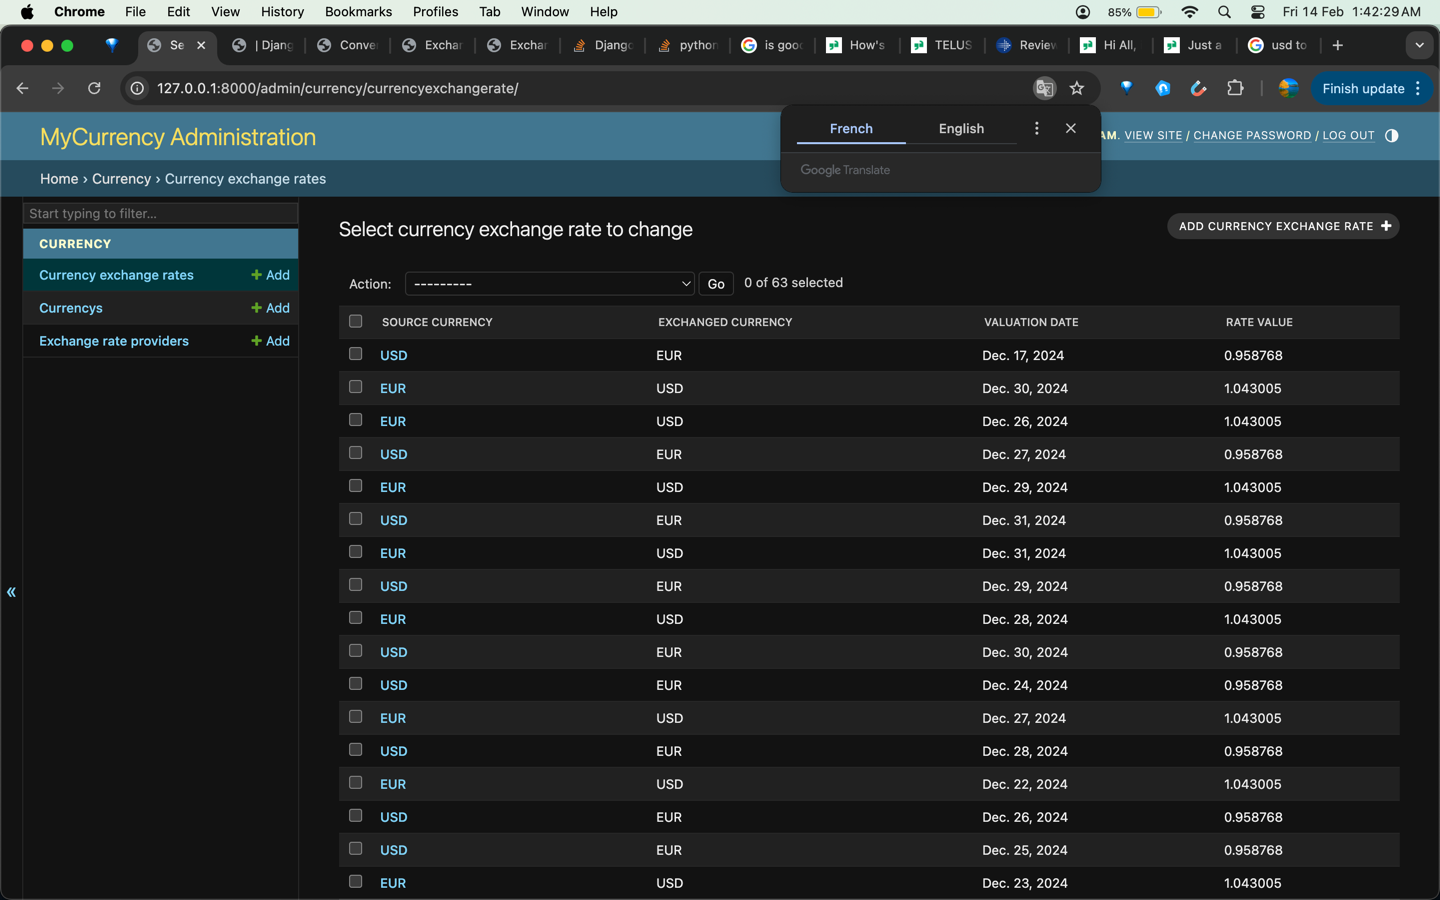 Chrome File Edit View History Bookmarks Profiles Tab Window Help 85% Fri 14 Feb 1:42:29 AM
Se | Djang Conve Exchar Exchar Django python is good How's TELUS Review Hi All, Just a usd to
127.0.0.1:8000/admin/currency/currencyexchangerate/ Finish update
French English
Google Translate
MyCurrency Administration
AM. VIEW SITE / CHANGE PASSWORD / LOG OUT
Home › Currency › Currency exchange rates
Start typing to filter...
CURRENCY
Currency exchange rates + Add
Currencys + Add
Exchange rate providers + Add
«
Select currency exchange rate to change
ADD CURRENCY EXCHANGE RATE +
Action: --------- Go 0 of 63 selected
SOURCE CURRENCY EXCHANGED CURRENCY VALUATION DATE RATE VALUE
USD EUR Dec. 17, 2024 0.958768
EUR USD Dec. 30, 2024 1.043005
EUR USD Dec. 26, 2024 1.043005
USD EUR Dec. 27, 2024 0.958768
EUR USD Dec. 29, 2024 1.043005
USD EUR Dec. 31, 2024 0.958768
EUR USD Dec. 31, 2024 1.043005
USD EUR Dec. 29, 2024 0.958768
EUR USD Dec. 28, 2024 1.043005
USD EUR Dec. 30, 2024 0.958768
USD EUR Dec. 24, 2024 0.958768
EUR USD Dec. 27, 2024 1.043005
USD EUR Dec. 28, 2024 0.958768
EUR USD Dec. 22, 2024 1.043005
USD EUR Dec. 26, 2024 0.958768
USD EUR Dec. 25, 2024 0.958768
EUR USD Dec. 23, 2024 1.043005